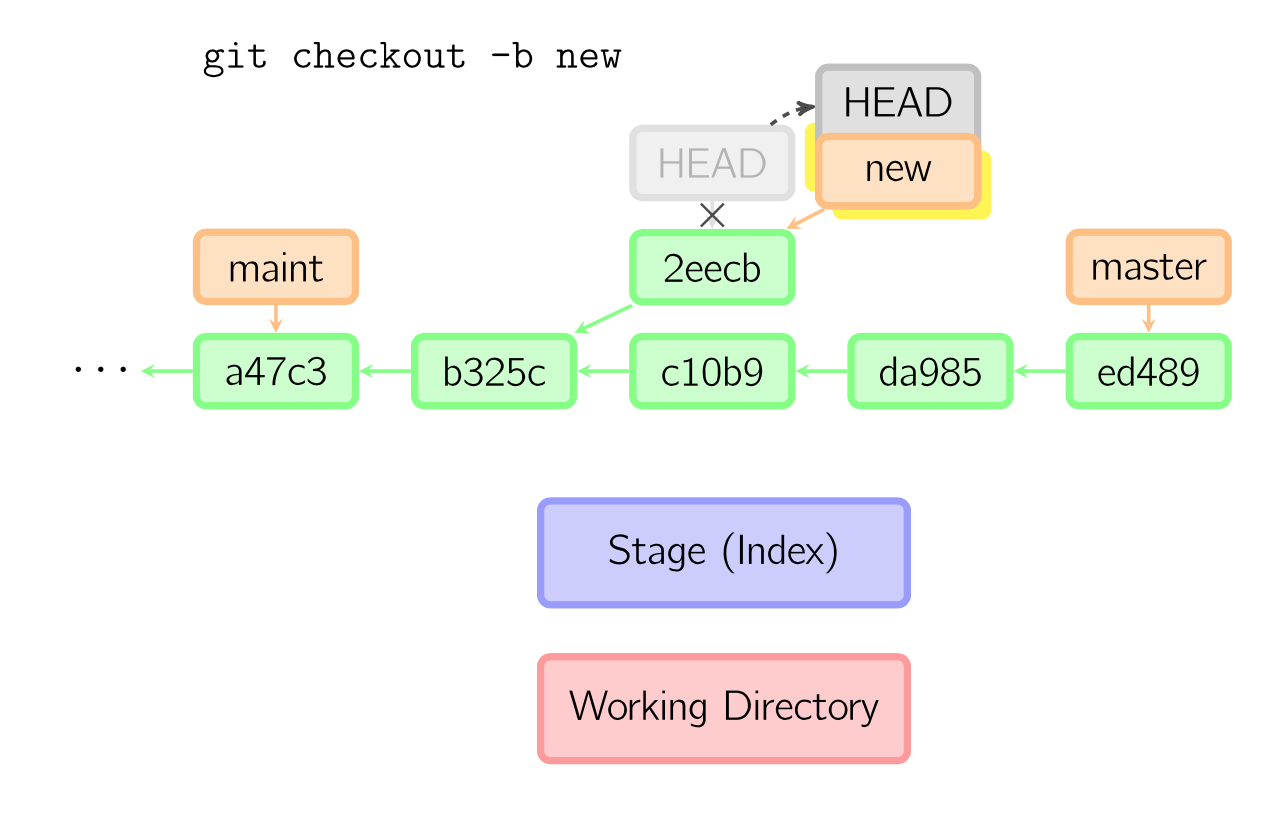 git checkout -b new
HEAD
HEAD
new
maint
2eecb
master
... a47c3 b325c c10b9 da985 ed489
Stage (Index)
Working Directory